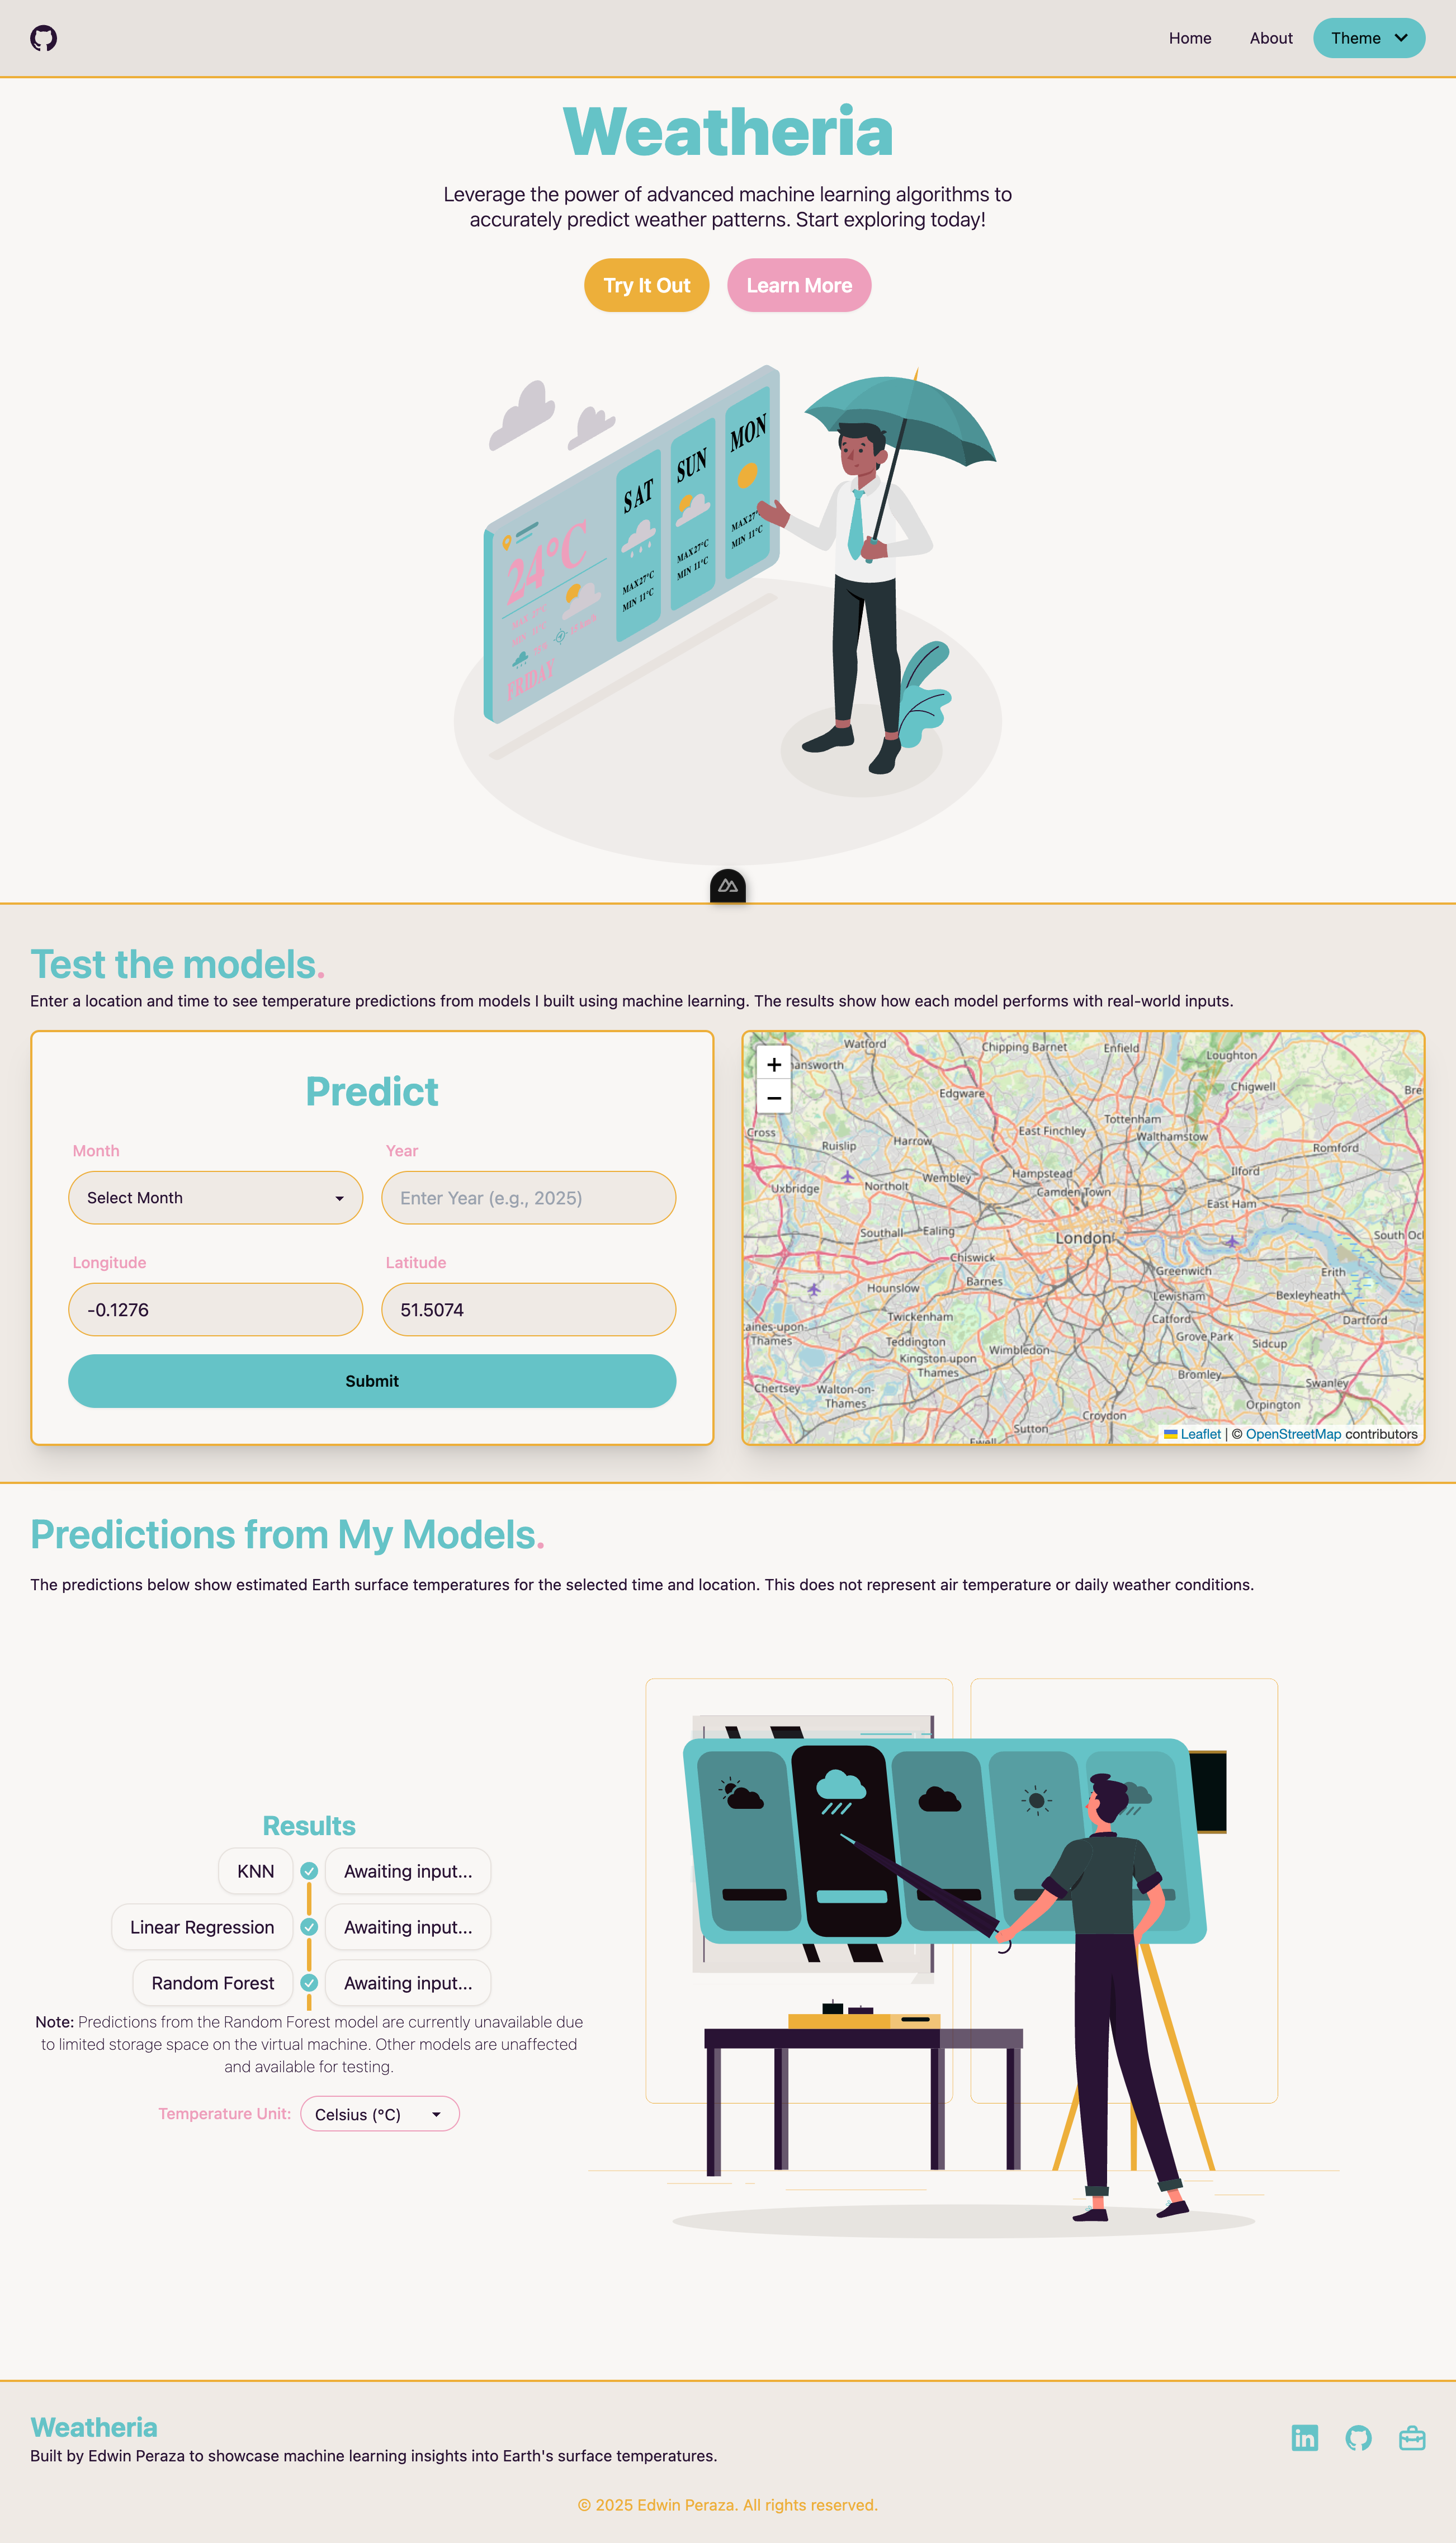 Home
About
Theme
Weatheria
Leverage the power of advanced machine learning algorithms to
accurately predict weather patterns. Start exploring today!
Try It Out
Learn More
24°C
FRIDAY
SAT
MAX 27°C
MIN 11°C
SUN
MAX 27°C
MIN 11°C
MON
MAX 27°
MIN 11°C
Test the models.
Enter a location and time to see temperature predictions from models I built using machine learning. The results show how each model performs with real-world inputs.
Predict
Month
Year
Select Month
Enter Year (e.g., 2025)
Longitude
Latitude
-0.1276
51.5074
Submit
+
−
Watford
Chipping Barnet
Enfield
Loughton
hansworth
Chigwell
Edgware
Bre
Tottenham
Cross
Ruislip
Harrow
East Finchley
Walthamstow
Romford
Hampstead
Ilford
Uxbridge
Northolt
Wembley
Camden Town
East Ham
Southall
Ealing
London
South Oc
Chiswick
Greenwich
Erith
Hounslow
Barnes
Lewisham
Bexleyheath
Twickenham
Catford
Dartford
taines-upon-
Thames
Teddington
Wimbledon
Grove Park
Sidcup
Kingston upon
Thames
Bromley
Swanley
Chertsey
Walton-on-
Thames
Croydon
Orpington
Sutton
Ewell
Leaflet | © OpenStreetMap contributors
Predictions from My Models.
The predictions below show estimated Earth surface temperatures for the selected time and location. This does not represent air temperature or daily weather conditions.
Results
KNN
Awaiting input...
Linear Regression
Awaiting input...
Random Forest
Awaiting input...
Note: Predictions from the Random Forest model are currently unavailable due
to limited storage space on the virtual machine. Other models are unaffected
and available for testing.
Temperature Unit:
Celsius (°C)
Weatheria
Built by Edwin Peraza to showcase machine learning insights into Earth's surface temperatures.
in
© 2025 Edwin Peraza. All rights reserved.